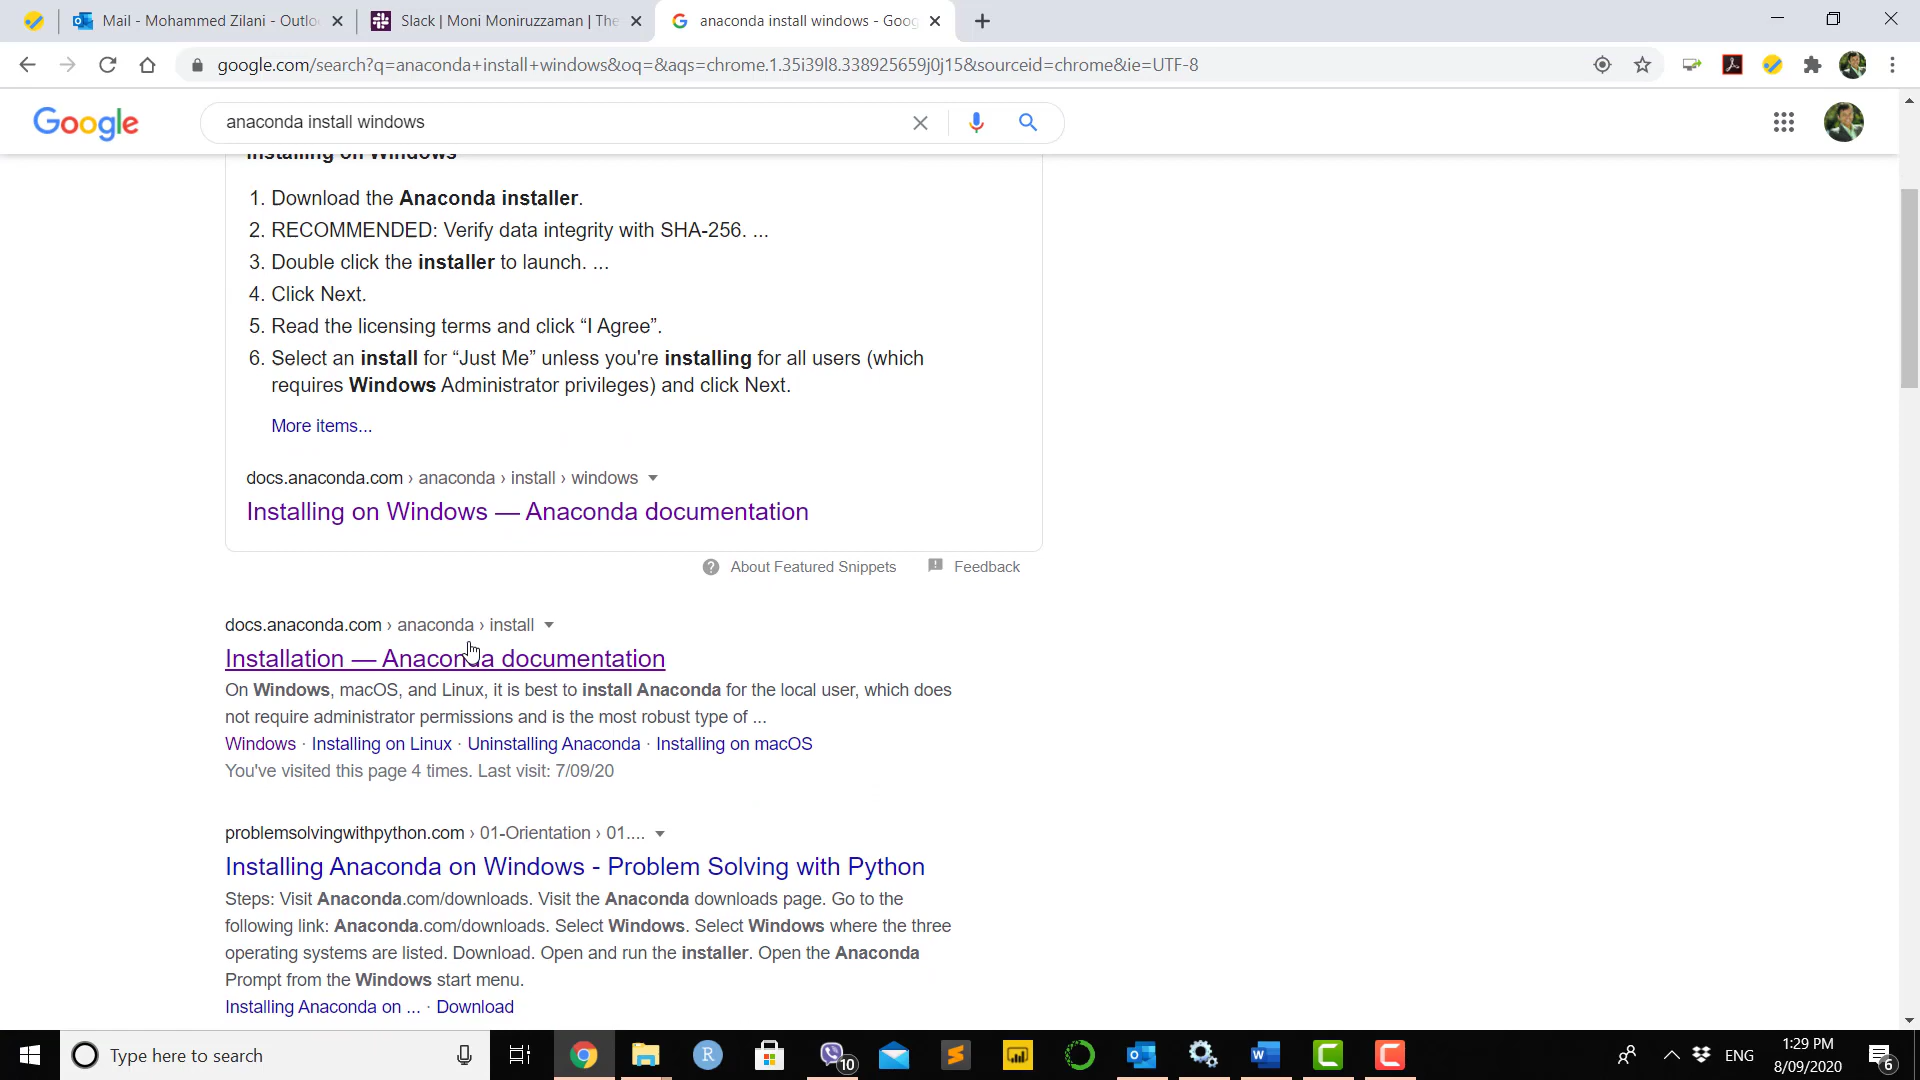 Mail - Mohammed Zilani - Outlo
Slack | Moni Moniruzzaman | The
anaconda install windows - Goog
google.com/search?q=anaconda+install+windows&oq=&aqs=chrome.1.35i39l8.338925659j0j15&sourceid=chrome&ie=UTF-8
Google
anaconda install windows
Installing on Windows
1. Download the Anaconda installer.
2. RECOMMENDED: Verify data integrity with SHA-256. ...
3. Double click the installer to launch. ...
4. Click Next.
5. Read the licensing terms and click “I Agree”.
6. Select an install for “Just Me” unless you're installing for all users (which
requires Windows Administrator privileges) and click Next.
More items...
docs.anaconda.com › anaconda › install › windows
Installing on Windows — Anaconda documentation
About Featured Snippets
Feedback
docs.anaconda.com › anaconda › install
Installation — Anaconda documentation
On Windows, macOS, and Linux, it is best to install Anaconda for the local user, which does
not require administrator permissions and is the most robust type of ...
Windows · Installing on Linux · Uninstalling Anaconda · Installing on macOS
You've visited this page 4 times. Last visit: 7/09/20
problemsolvingwithpython.com › 01-Orientation › 01....
Installing Anaconda on Windows - Problem Solving with Python
Steps: Visit Anaconda.com/downloads. Visit the Anaconda downloads page. Go to the
following link: Anaconda.com/downloads. Select Windows. Select Windows where the three
operating systems are listed. Download. Open and run the installer. Open the Anaconda
Prompt from the Windows start menu.
Installing Anaconda on ... · Download
Type here to search
R
10
ENG
1:29 PM
8/09/2020
6